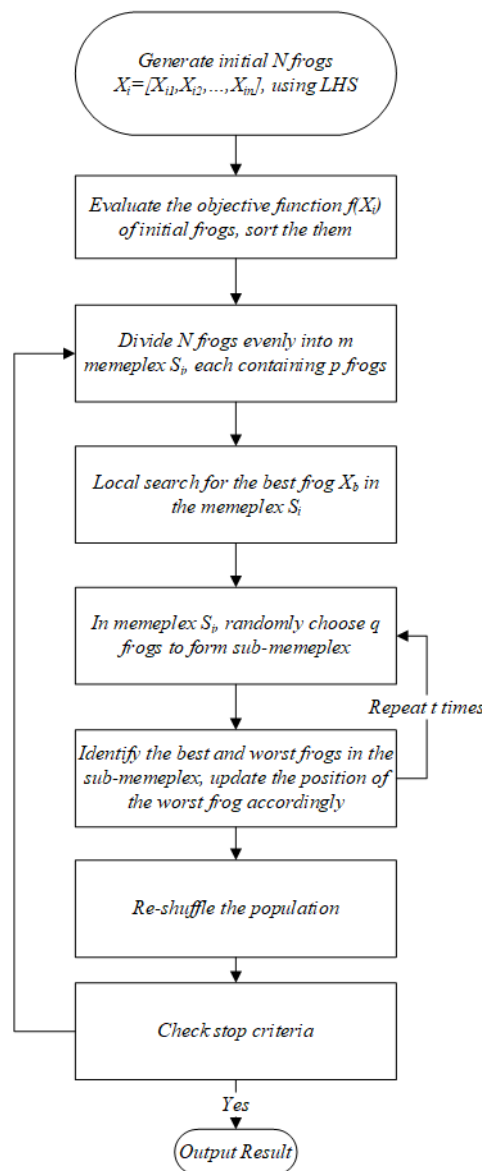 Generate initial N frogs
Xi=[Xi1,Xi2,...,Xin], using LHS
Evaluate the objective function f(Xi)
of initial frogs, sort the them
Divide N frogs evenly into m
memeplex Si, each containing p frogs
Local search for the best frog Xb in
the memeplex Si
In memeplex Si, randomly choose q
frogs to form sub-memeplex
Repeat t times
Identify the best and worst frogs in the
sub-memeplex, update the position of
the worst frog accordingly
Re-shuffle the population
Check stop criteria
Yes
Output Result